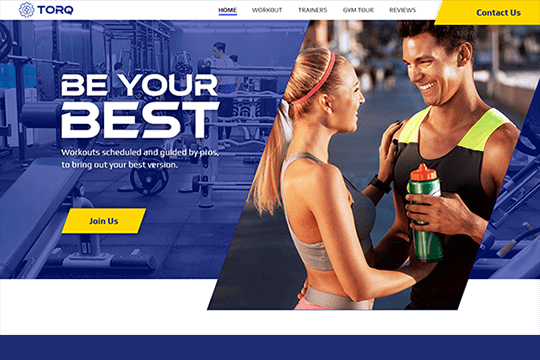 TORQ
HOME WORKOUT TRAINERS GYM TOUR REVIEWS
Contact Us
BE YOUR
BEST
Workouts scheduled and guided by pros,
to bring out your best version.
Join Us